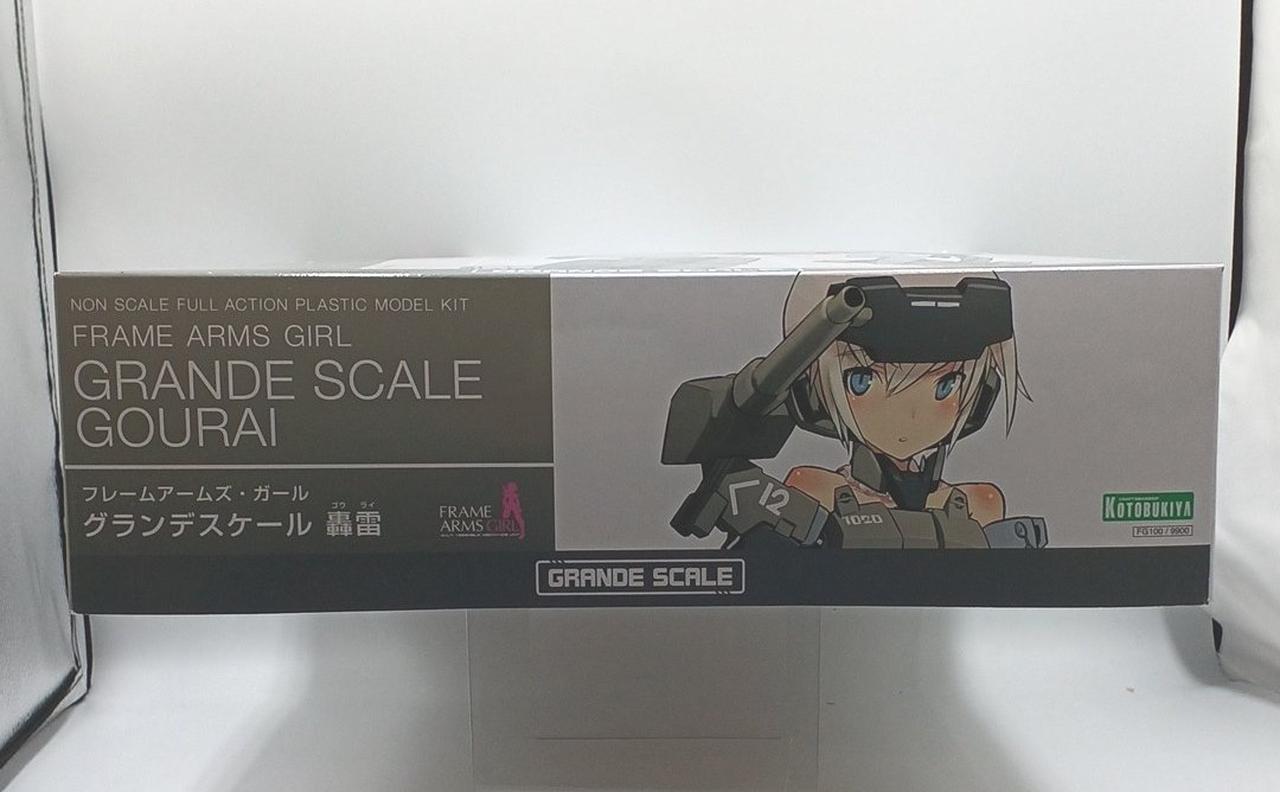 NON SCALE FULL ACTION PLASTIC MODEL KIT
FRAME ARMS GIRL
GRANDE SCALE
GOURAI
フレームアームズ・ガール
ゴウ ライ
グランデスケール 轟雷
FRAME
ARMS GIRL
12
1020
KOTOBUKIYA
FG100 / 9900
GRANDE SCALE